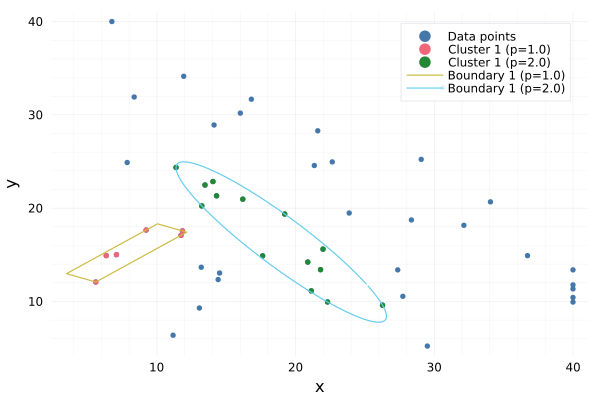 40
30
20
10
y
10
20
30
40
x
Data points
Cluster 1 (p=1.0)
Cluster 1 (p=2.0)
Boundary 1 (p=1.0)
Boundary 1 (p=2.0)